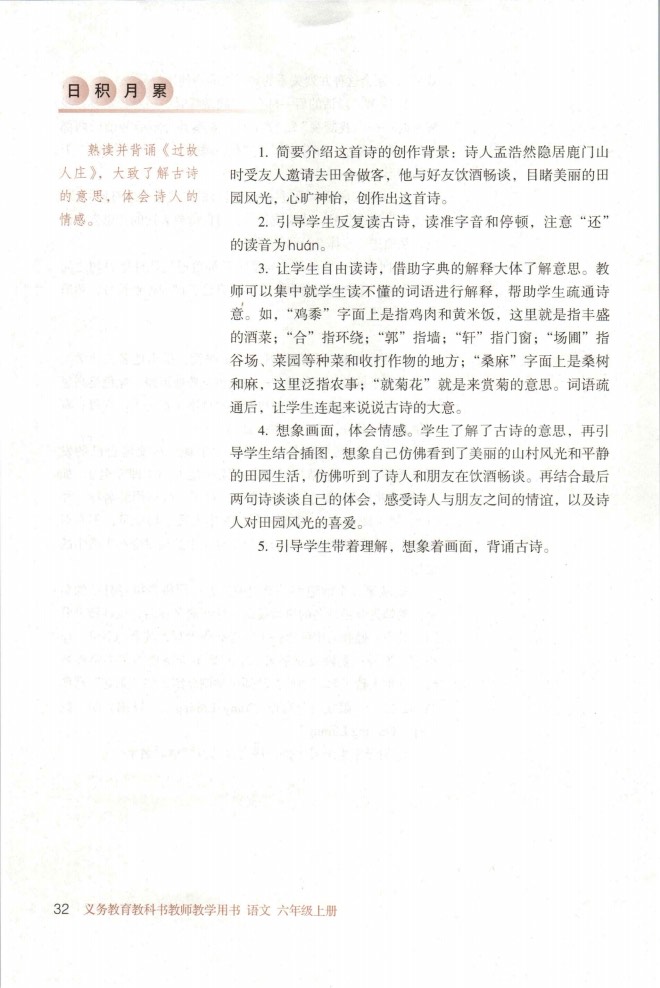 日积月累
熟读并背诵《过故
人庄》，大致了解古诗
的意思，体会诗人的
情感。
1. 简要介绍这首诗的创作背景：诗人孟浩然隐居鹿门山
时受友人邀请去田舍做客，他与好友饮酒畅谈，目睹美丽的田
园风光，心旷神怡，创作出这首诗。
2. 引导学生反复读古诗，读准字音和停顿，注意“还”
的读音为huán。
3. 让学生自由读诗，借助字典的解释大体了解意思。教
师可以集中就学生读不懂的词语进行解释，帮助学生疏通诗
意。如，“鸡黍”字面上是指鸡肉和黄米饭，这里就是指丰盛
的酒菜；“合”指环绕；“郭”指墙；“轩”指门窗；“场圃”指
谷场、菜园等种菜和收打作物的地方；“桑麻”字面上是桑树
和麻，这里泛指农事；“就菊花”就是来赏菊的意思。词语疏
通后，让学生连起来说说古诗的大意。
4. 想象画面，体会情感。学生了解了古诗的意思，再引
导学生结合插图，想象自己仿佛看到了美丽的山村风光和平静
的田园生活，仿佛听到了诗人和朋友在饮酒畅谈。再结合最后
两句诗谈谈自己的体会，感受诗人与朋友之间的情谊，以及诗
人对田园风光的喜爱。
5. 引导学生带着理解，想象着画面，背诵古诗。
32 义务教育教科书教师教学用书 语文 六年级上册